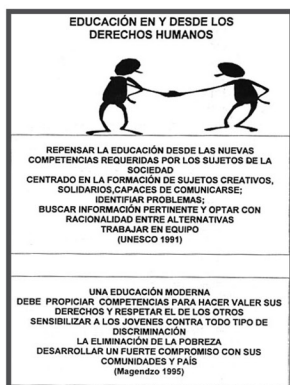 EDUCACIÓN EN Y DESDE LOS
DERECHOS HUMANOS
REPENSAR LA EDUCACIÓN DESDE LAS NUEVAS
COMPETENCIAS REQUERIDAS POR LOS SUJETOS DE LA
SOCIEDAD
CENTRADO EN LA FORMACIÓN DE SUJETOS CREATIVOS,
SOLIDARIOS,CAPACES DE COMUNICARSE;
IDENTIFIAR PROBLEMAS;
BUSCAR INFORMACIÓN PERTINENTE Y OPTAR CON
RACIONALIDAD ENTRE ALTERNATIVAS
TRABAJAR EN EQUIPO
(UNESCO 1991)
UNA EDUCACIÓN MODERNA
DEBE PROPICIAR COMPETENCIAS PARA HACER VALER SUS
DERECHOS Y RESPETAR EL DE LOS OTROS
SENSIBILIZAR A LOS JOVENES CONTRA TODO TIPO DE
DISCRIMINACIÓN
LA ELIMINACIÓN DE LA POBREZA
DESARROLLAR UN FUERTE COMPROMISO CON SUS
COMUNIDADES Y PAÍS
(Magendzo 1995)